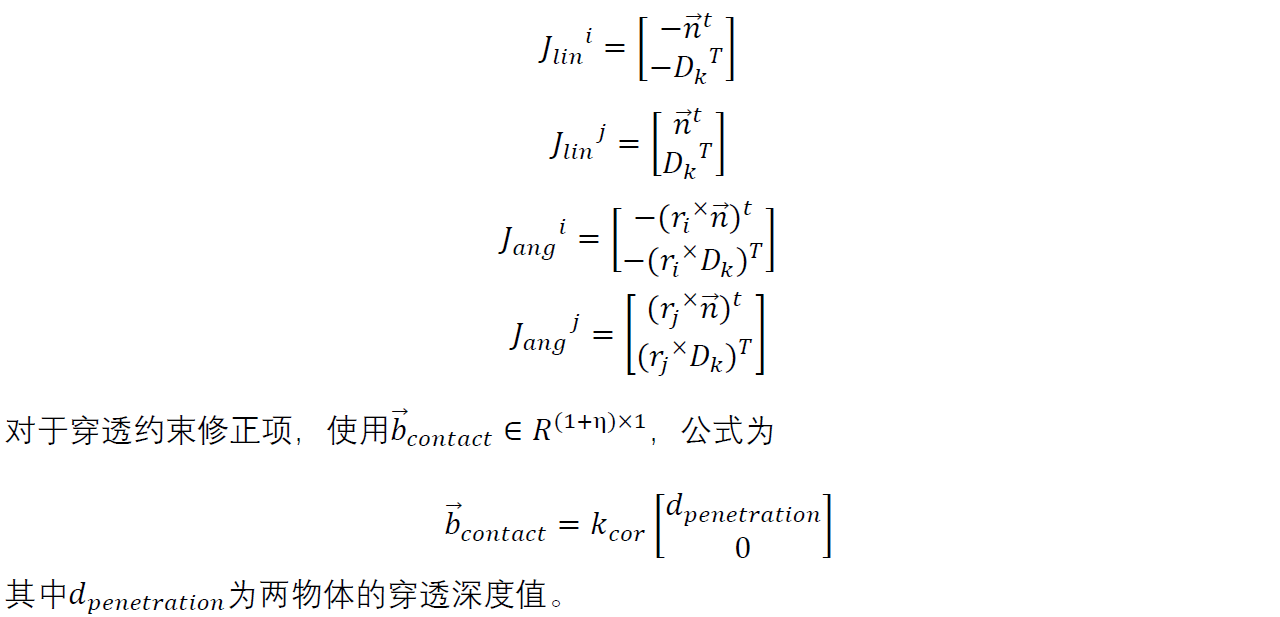 $J_{lin}{}^{i} = \begin{bmatrix} -\vec{n}^{t} \\ -D_k{}^{T} \end{bmatrix}$
$J_{lin}{}^{j} = \begin{bmatrix} \vec{n}^{t} \\ D_k{}^{T} \end{bmatrix}$
$J_{ang}{}^{i} = \begin{bmatrix} -(r_i{}^{\times}\vec{n})^{t} \\ -(r_i{}^{\times}D_k)^{T} \end{bmatrix}$
$J_{ang}{}^{j} = \begin{bmatrix} (r_j{}^{\times}\vec{n})^{t} \\ (r_j{}^{\times}D_k)^{T} \end{bmatrix}$
对于穿透约束修正项，使用$\vec{b}_{contact} \in R^{(1+\eta)\times 1}$，公式为
$\vec{b}_{contact} = k_{cor} \begin{bmatrix} d_{penetration} \\ 0 \end{bmatrix}$
其中$d_{penetration}$为两物体的穿透深度值。